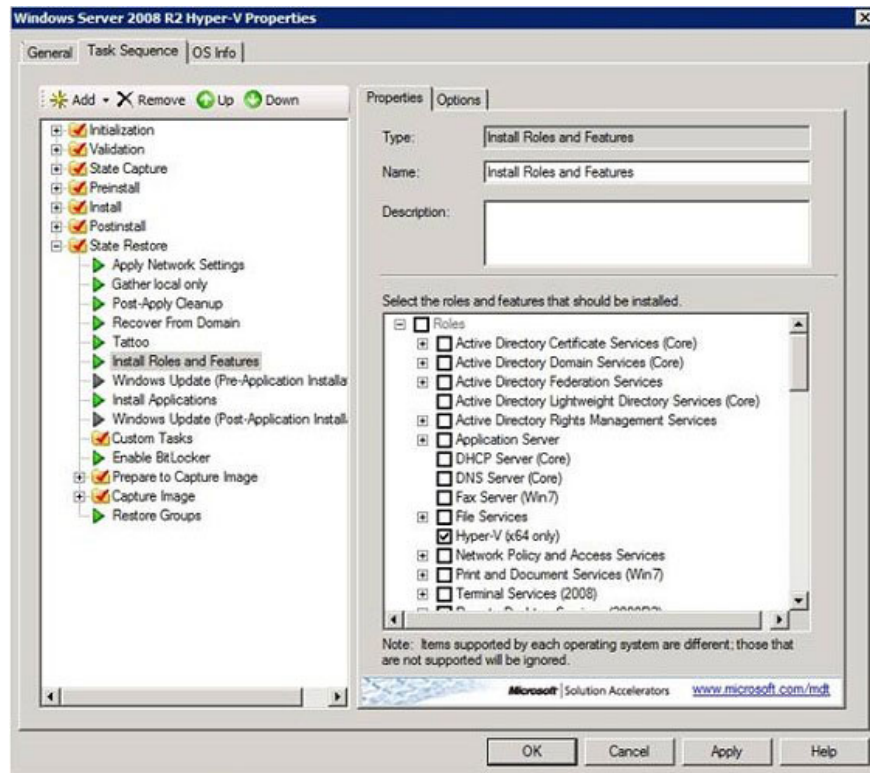 Windows Server 2008 R2 Hyper-V Properties
General Task Sequence OS Info
Add Remove Up Down
Initialization
Validation
State Capture
Preinstall
Install
Postinstall
State Restore
Apply Network Settings
Gather local only
Post-Apply Cleanup
Recover From Domain
Tattoo
Install Roles and Features
Windows Update (Pre-Application Installa
Install Applications
Windows Update (Post-Application Install
Custom Tasks
Enable BitLocker
Prepare to Capture Image
Capture Image
Restore Groups
Properties Options
Type: Install Roles and Features
Name: Install Roles and Features
Description:
Select the roles and features that should be installed.
Roles
Active Directory Certificate Services (Core)
Active Directory Domain Services (Core)
Active Directory Federation Services
Active Directory Lightweight Directory Services (Core)
Active Directory Rights Management Services
Application Server
DHCP Server (Core)
DNS Server (Core)
Fax Server (Win7)
File Services
Hyper-V (x64 only)
Network Policy and Access Services
Print and Document Services (Win7)
Terminal Services (2008)
Note: Items supported by each operating system are different; those that
are not supported will be ignored.
Microsoft Solution Accelerators www.microsoft.com/mdt
OK Cancel Apply Help